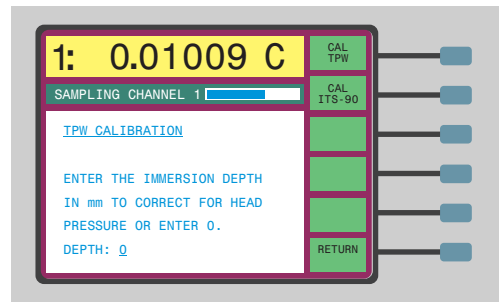 1: 0.01009 C
SAMPLING CHANNEL 1
TPW CALIBRATION
ENTER THE IMMERSION DEPTH
IN mm TO CORRECT FOR HEAD
PRESSURE OR ENTER 0.
DEPTH: 0
CAL
TPW
CAL
ITS-90
RETURN